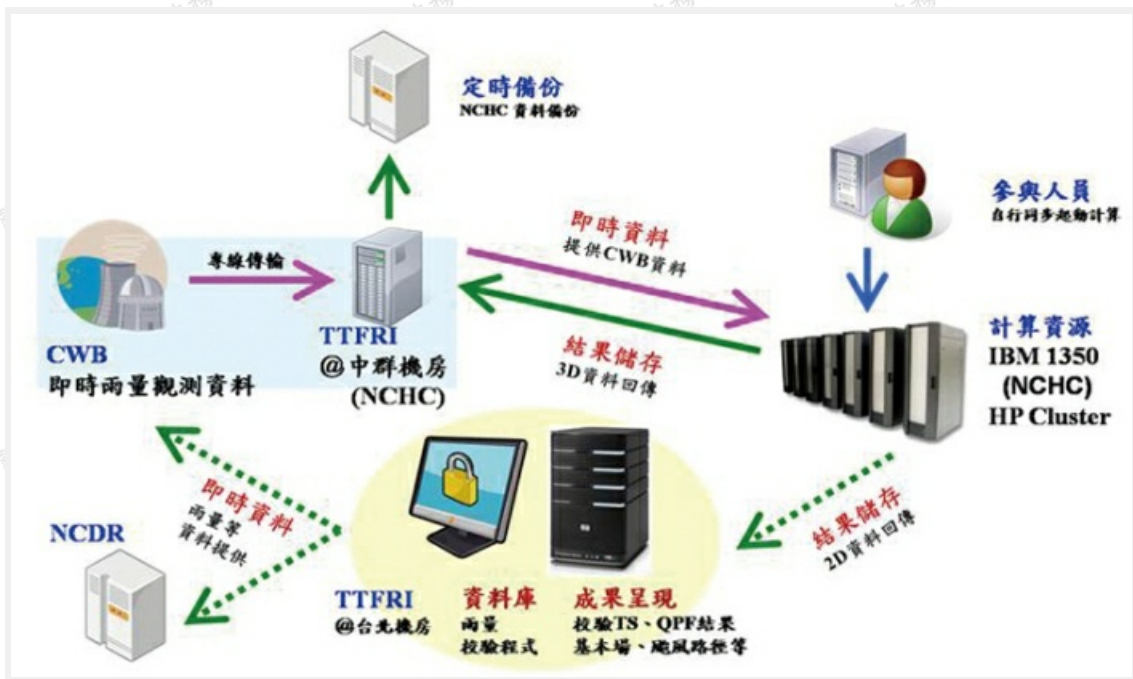 定時備份
NCHC 資料備份
參與人員
自行同步起動計算
即時資料
提供CWB資料
專線傳輸
CWB
即時雨量觀測資料
TTFRI
@中群機房
(NCHC)
結果儲存
3D資料回傳
計算資源
IBM 1350
(NCHC)
HP Cluster
即時資料
雨量等
資料提供
結果儲存
2D資料回傳
NCDR
TTFRI
@台北機房
資料庫
雨量
校驗程式
成果呈現
校驗TS、QPF結果
基本場、颱風路徑等